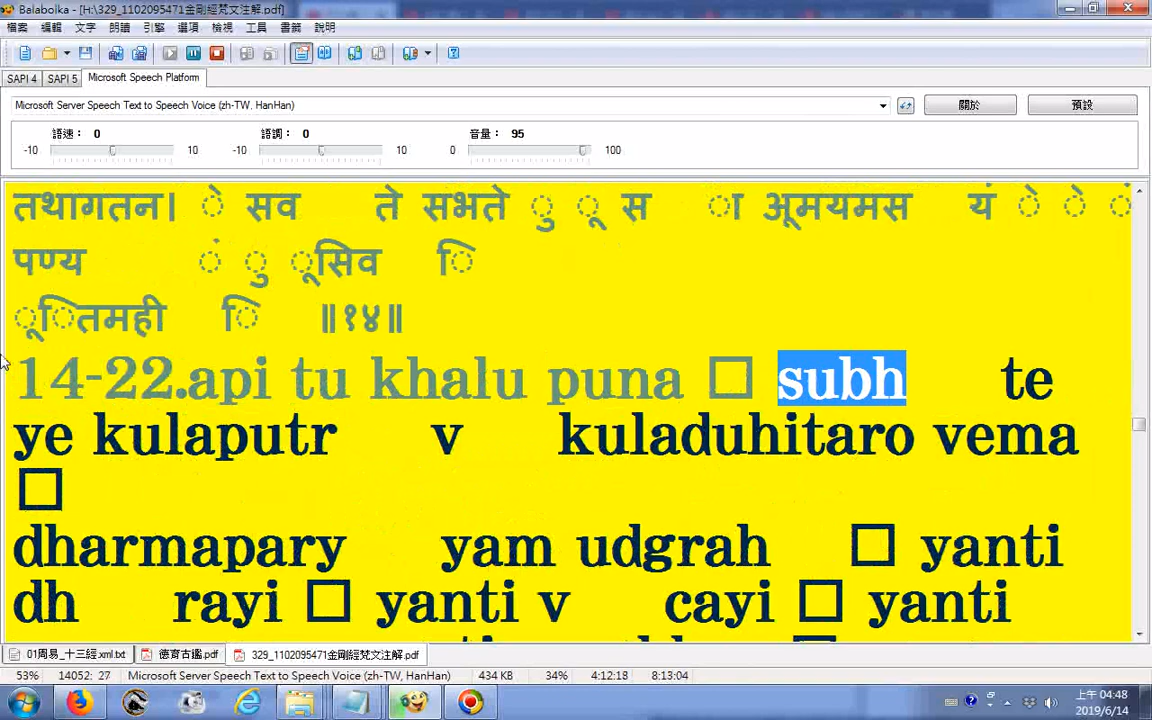 Balabolka - [H:\329_1102095471金剛經梵文注解.pdf]
檔案 編輯 文字 朗讀 引擎 選項 檢視 工具 書籤 說明
SAPI 4 SAPI 5 Microsoft Speech Platform
Microsoft Server Speech Text to Speech Voice (zh-TW, HanHan) 關於 預設
語速： 0 語調： 0 音量： 95
-10 10 -10 10 0 100
तथागतन। े सव ते सभते ु ू स ा अूमयमस यं े े ं
पण्य ं ु ूसिव ि
ूितमही ि ॥१४॥
14-22.api tu khalu puna □ subh te
ye kulaputr v kuladuhitaro vema
□
dharmapary yam udgrah □ yanti
dh rayi □ yanti v cayi □ yanti
01周易_十三經.xml.txt 德育古鑑.pdf 329_1102095471金剛經梵文注解.pdf
53% 14052: 27 Microsoft Server Speech Text to Speech Voice (zh-TW, HanHan) 434 KB 34% 4:12:18 8:13:04
上午 04:48
2019/6/14